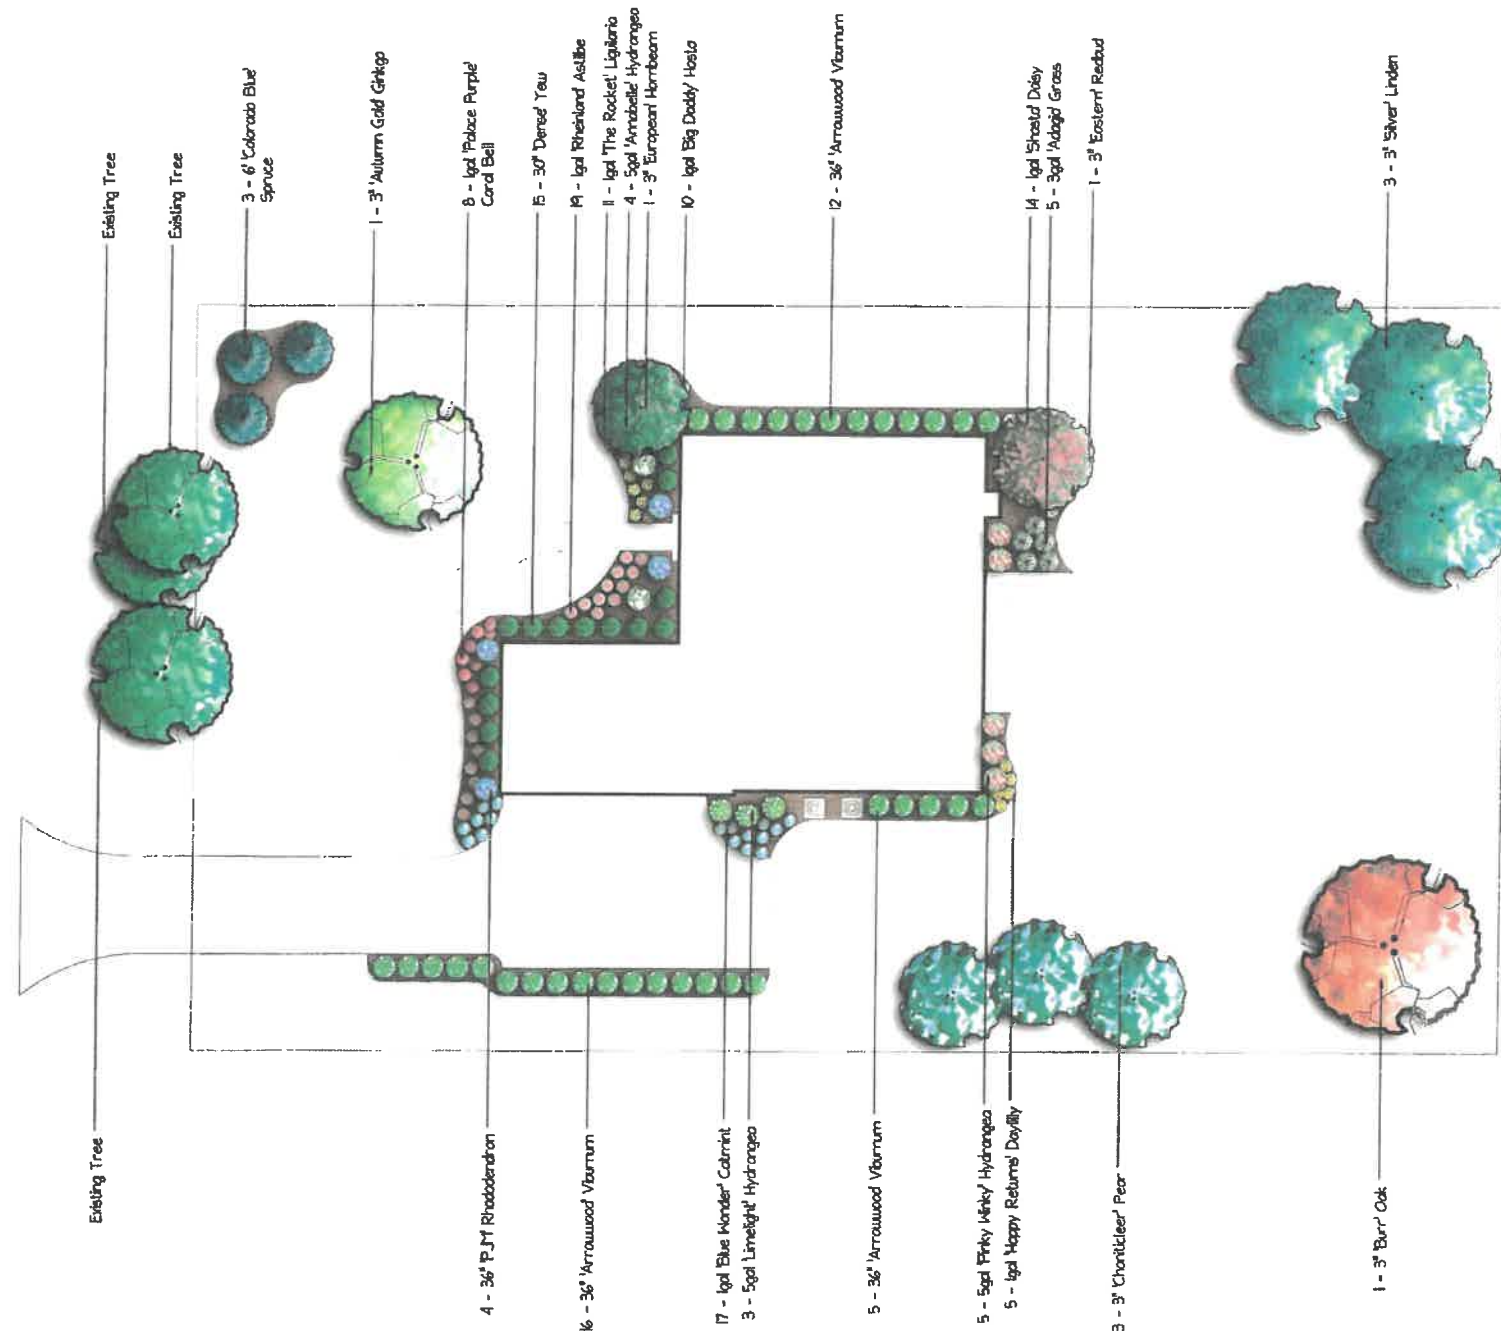 Existing Tree
Existing Tree
3 - 6' 'Colorado Blue'
Spruce
1 - 3" 'Autumn Gold' Ginkgo
8 - 1gal 'Palace Purple'
Coral Bell
15 - 30" 'Dense' Yew
19 - 1gal 'Rheinland' Astilbe
11 - 1gal 'The Rocket' Ligularia
4 - 5gal 'Annabelle' Hydrangea
1 - 3" 'European' Hornbeam
10 - 1gal 'Big Daddy' Hosta
12 - 36" 'Arrowwood' Viburnum
14 - 1gal 'Shasta' Daisy
5 - 3gal 'Adagio' Grass
1 - 3" 'Eastern' Redbud
3 - 3" 'Silver' Linden
Existing Tree
4 - 36" 'PJM' Rhododendron
16 - 36" 'Arrowwood' Viburnum
17 - 1gal 'Blue Wonder' Catmint
3 - 5gal 'Limelight' Hydrangea
5 - 36" 'Arrowwood' Viburnum
5 - 5gal 'Pinky Winky' Hydrangea
5 - 1gal 'Happy Returns' Daylily
3 - 3" 'Chanticleer' Pear
1 - 3" 'Burr' Oak